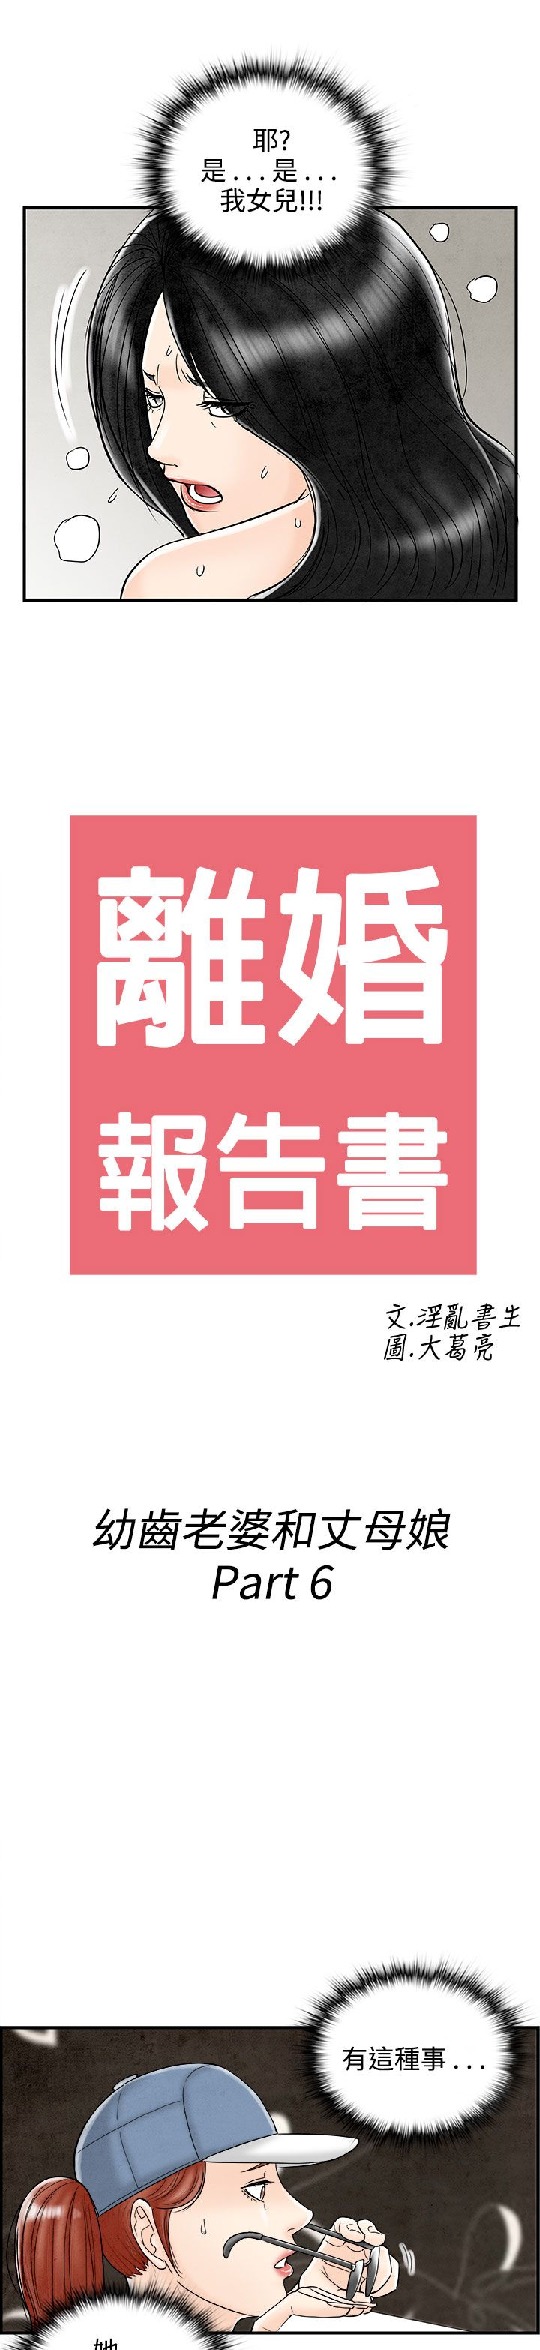 耶?
是...是...
我女兒!!!
離婚
報告書
文.淫亂書生
圖.大葛亮
幼齒老婆和丈母娘
Part 6
有這種事...